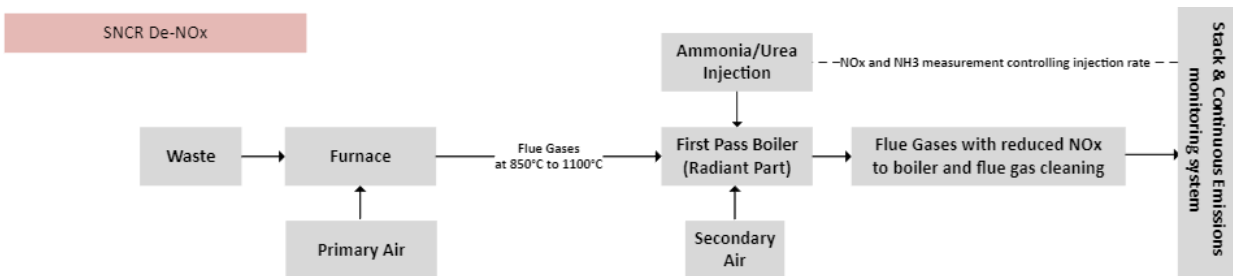 SNCR De-NOx
Ammonia/Urea
Injection
NOx and NH3 measurement controlling injection rate
Stack & Continuous Emissions
monitoring system
Waste
Furnace
Flue Gases
at 850°C to 1100°C
First Pass Boiler
(Radiant Part)
Flue Gases with reduced NOx
to boiler and flue gas cleaning
Primary Air
Secondary
Air